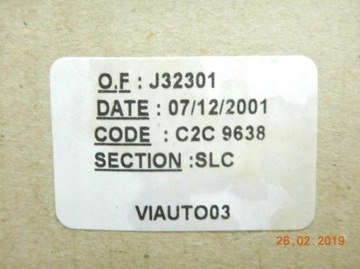 O.F : J32301
DATE : 07/12/2001
CODE : C2C 9638
SECTION :SLC
VIAUTO03
26.02.2019